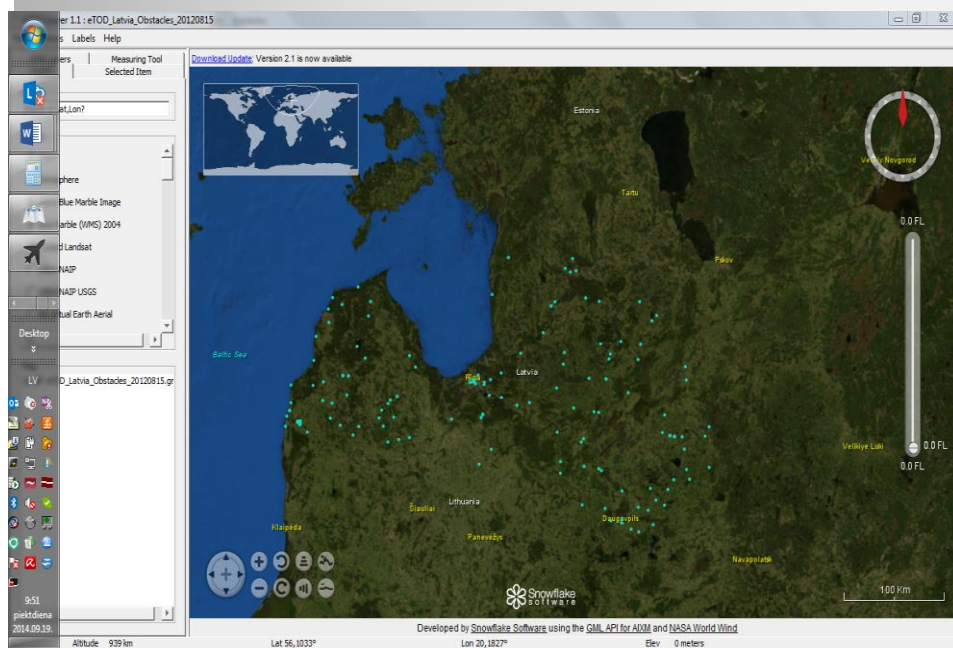 er 1.1 : eTOD_Latvia_Obstacles_20120815
s Labels Help
ers Measuring Tool
Selected Item
Download Update: Version 2.1 is now available
at,Lon?
sphere
Blue Marble Image
arble (WMS) 2004
d Landsat
NAIP
NAIP USGS
tual Earth Aerial
Desktop
LV
D_Latvia_Obstacles_20120815.gr
9:51
piektdiena
2014.09.19.
Estonia
Tartu
Pskov
Veliky Novgorod
Baltic Sea
Riga
Latvia
Velikiye Luki
Lithuania
Šiauliai
Klaipėda
Panevėžys
Daugavpils
Navapolatsk
0.0 FL
0.0 FL
0.0 FL
100 Km
Snowflake
software
Developed by Snowflake Software using the GML API for AIXM and NASA World Wind
Altitude 939 km Lat 56,1033° Lon 20,1827° Elev 0 meters